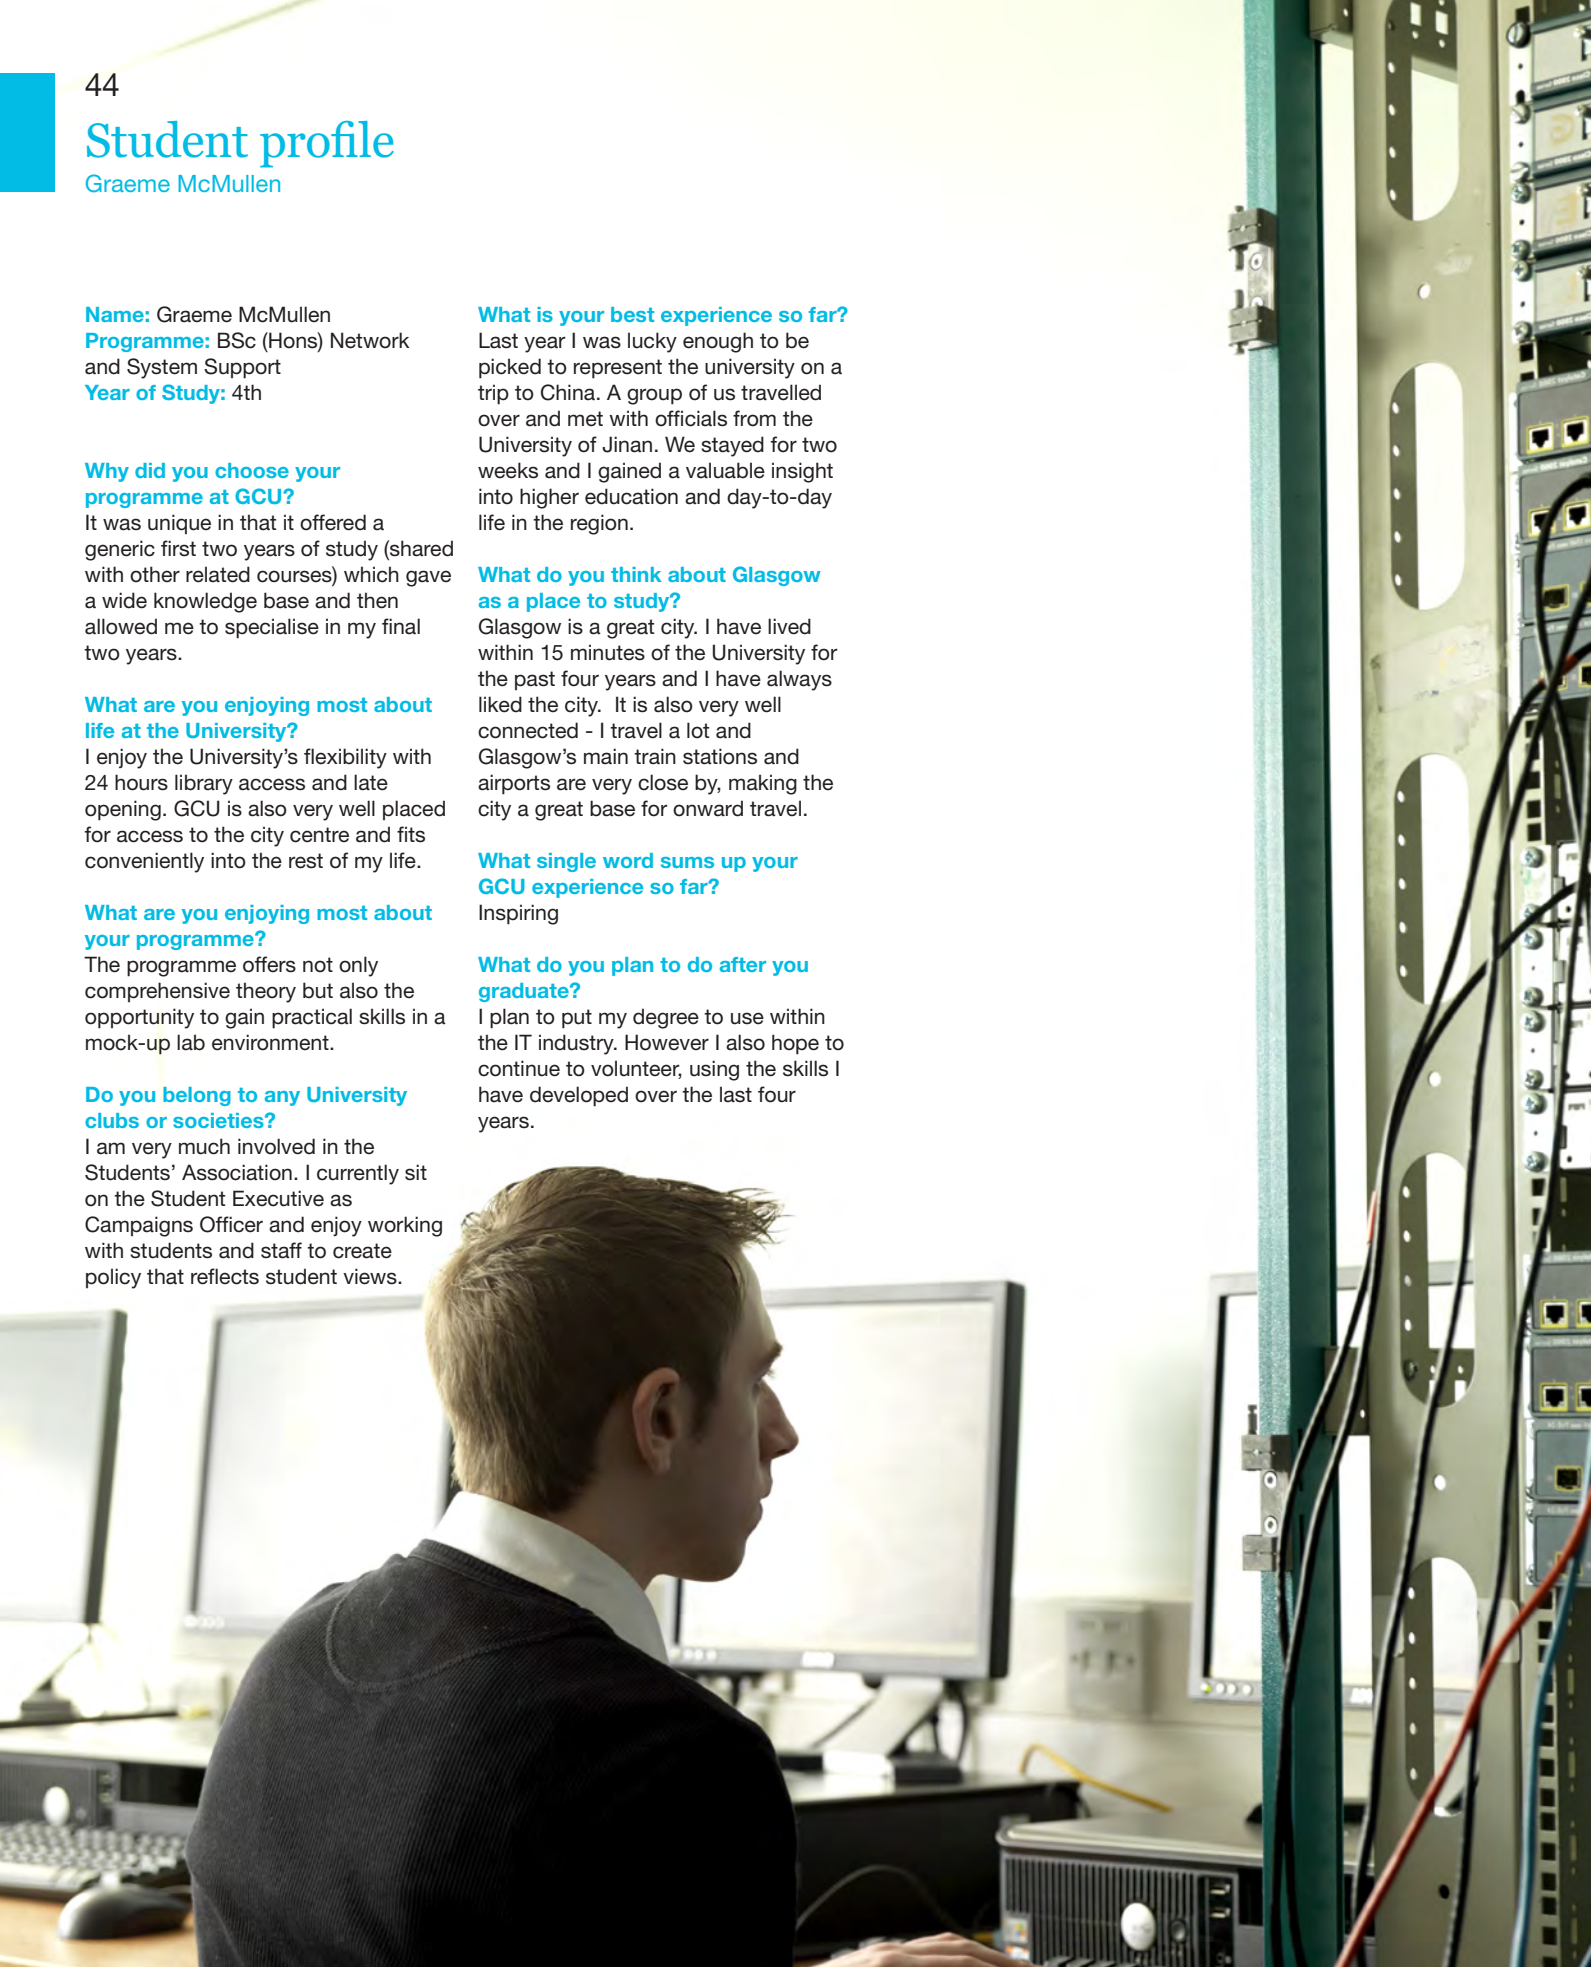 44
Student profile
Graeme McMullen
Name: Graeme McMullen
Programme: BSc (Hons) Network
and System Support
Year of Study: 4th
Why did you choose your
programme at GCU?
It was unique in that it offered a
generic first two years of study (shared
with other related courses) which gave
a wide knowledge base and then
allowed me to specialise in my final
two years.
What are you enjoying most about
life at the University?
I enjoy the University’s flexibility with
24 hours library access and late
opening. GCU is also very well placed
for access to the city centre and fits
conveniently into the rest of my life.
What are you enjoying most about
your programme?
The programme offers not only
comprehensive theory but also the
opportunity to gain practical skills in a
mock-up lab environment.
Do you belong to any University
clubs or societies?
I am very much involved in the
Students’ Association. I currently sit
on the Student Executive as
Campaigns Officer and enjoy working
with students and staff to create
policy that reflects student views.
What is your best experience so far?
Last year I was lucky enough to be
picked to represent the university on a
trip to China. A group of us travelled
over and met with officials from the
University of Jinan. We stayed for two
weeks and I gained a valuable insight
into higher education and day-to-day
life in the region.
What do you think about Glasgow
as a place to study?
Glasgow is a great city. I have lived
within 15 minutes of the University for
the past four years and I have always
liked the city.  It is also very well
connected - I travel a lot and
Glasgow’s main train stations and
airports are very close by, making the
city a great base for onward travel.
What single word sums up your
GCU experience so far?
Inspiring
What do you plan to do after you
graduate?
I plan to put my degree to use within
the IT industry. However I also hope to
continue to volunteer, using the skills I
have developed over the last four
years.